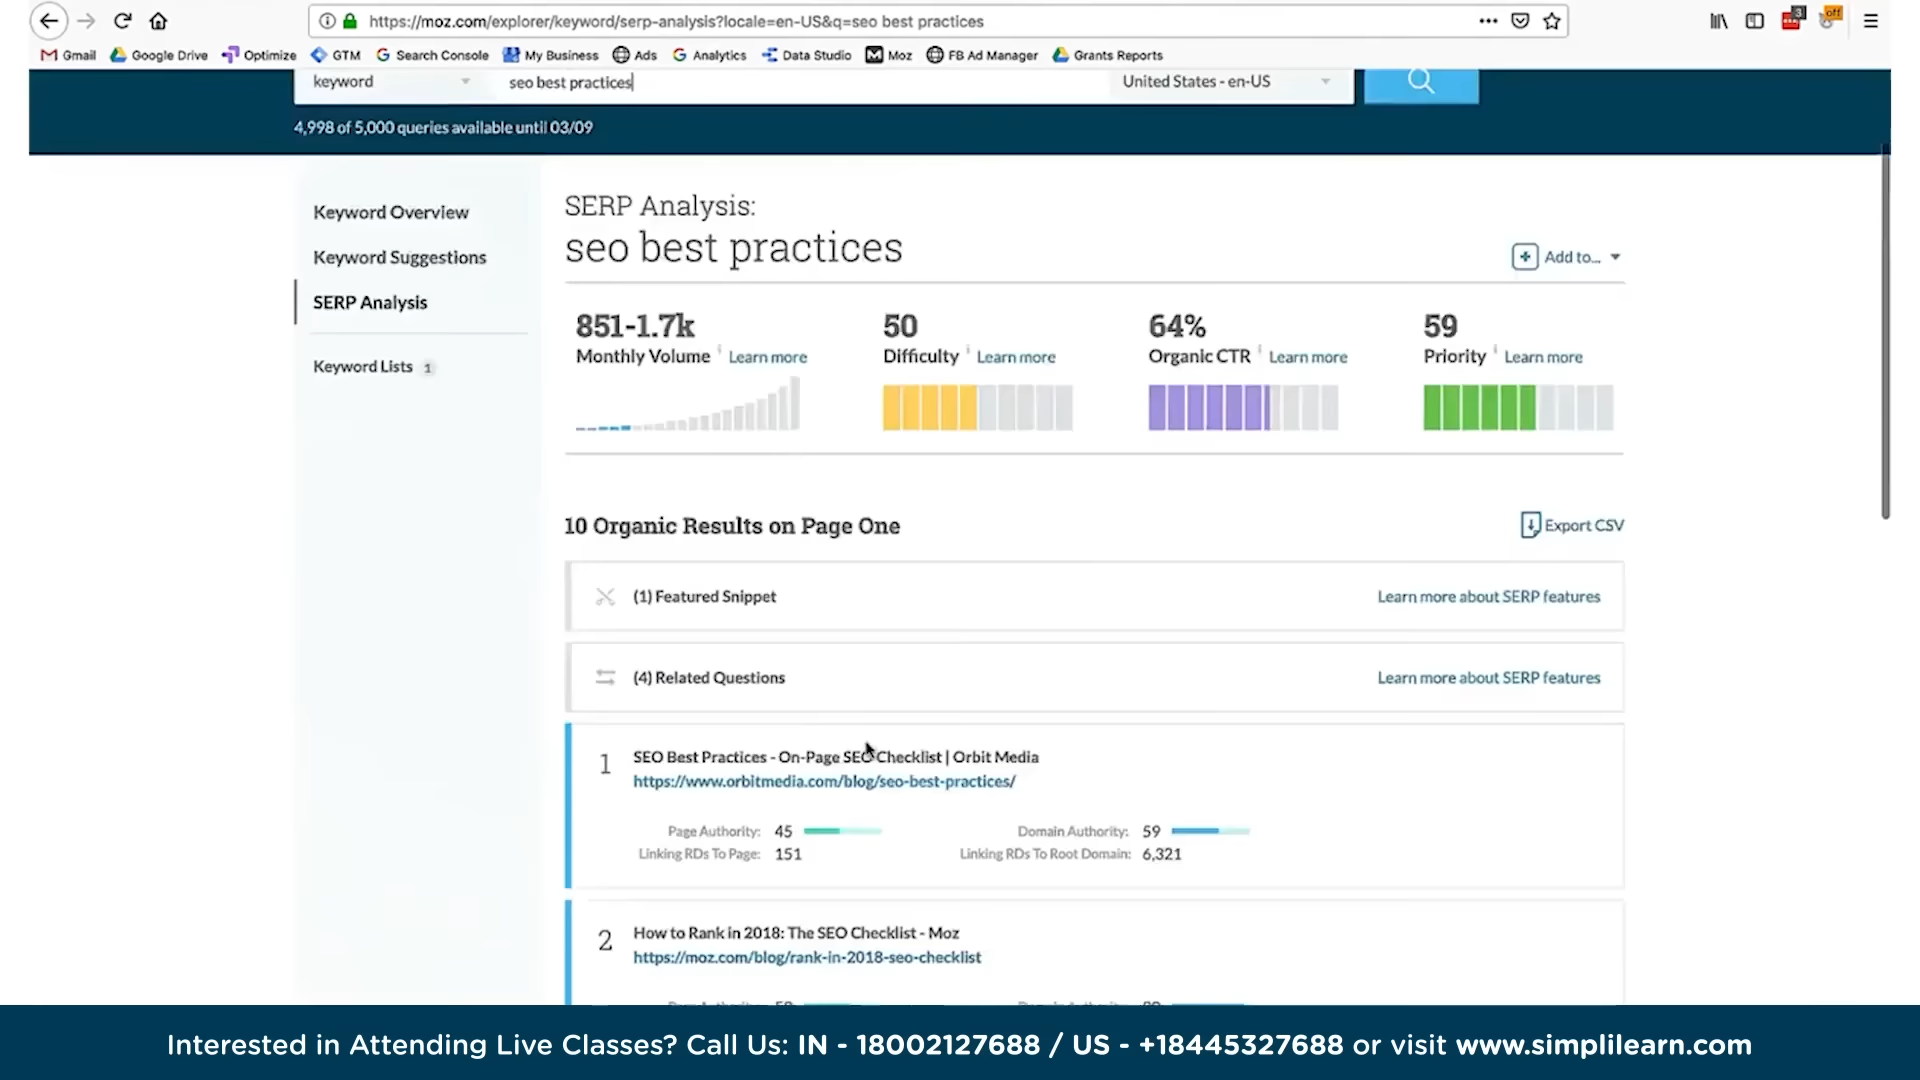 https://moz.com/explorer/keyword/serp-analysis?locale=en-US&q=seo best practices
3
off
Gmail Google Drive Optimize GTM Search Console My Business Ads Analytics Data Studio Moz FB Ad Manager Grants Reports
keyword seo best practices United States - en-US
4,998 of 5,000 queries available until 03/09
Keyword Overview
Keyword Suggestions
SERP Analysis
Keyword Lists 1
SERP Analysis:
seo best practices
Add to...
851-1.7k
Monthly Volume i Learn more
50
Difficulty i Learn more
64%
Organic CTR i Learn more
59
Priority i Learn more
10 Organic Results on Page One
Export CSV
(1) Featured Snippet Learn more about SERP features
(4) Related Questions Learn more about SERP features
1
SEO Best Practices - On-Page SEO Checklist | Orbit Media
https://www.orbitmedia.com/blog/seo-best-practices/
Page Authority: 45 Domain Authority: 59
Linking RDs To Page: 151 Linking RDs To Root Domain: 6,321
2
How to Rank in 2018: The SEO Checklist - Moz
https://moz.com/blog/rank-in-2018-seo-checklist
Interested in Attending Live Classes? Call Us: IN - 18002127688 / US - +18445327688 or visit www.simplilearn.com